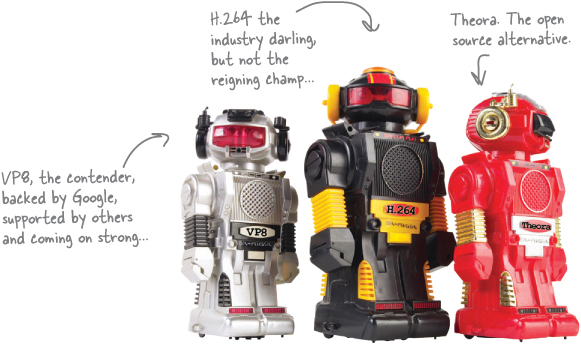 H.264 the
industry darling,
but not the
reigning champ...
Theora. The open
source alternative.
VP8, the contender,
backed by Google,
supported by others
and coming on strong...
VP8
H.264
Theora